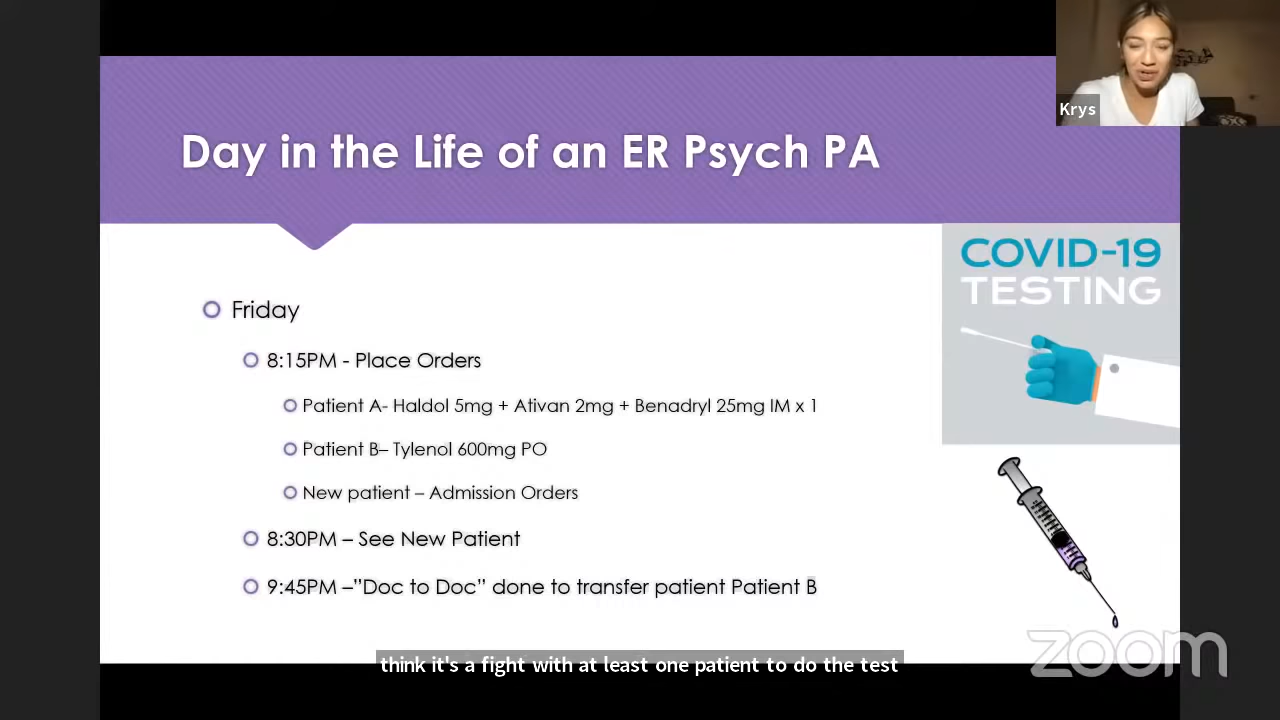 Krys
Day in the Life of an ER Psych PA
COVID-19
TESTING
Friday
8:15PM - Place Orders
Patient A- Haldol 5mg + Ativan 2mg + Benadryl 25mg IM x 1
Patient B– Tylenol 600mg PO
New patient – Admission Orders
8:30PM – See New Patient
9:45PM –”Doc to Doc” done to transfer patient Patient B
think it's a fight with at least one patient to do the test
zoom